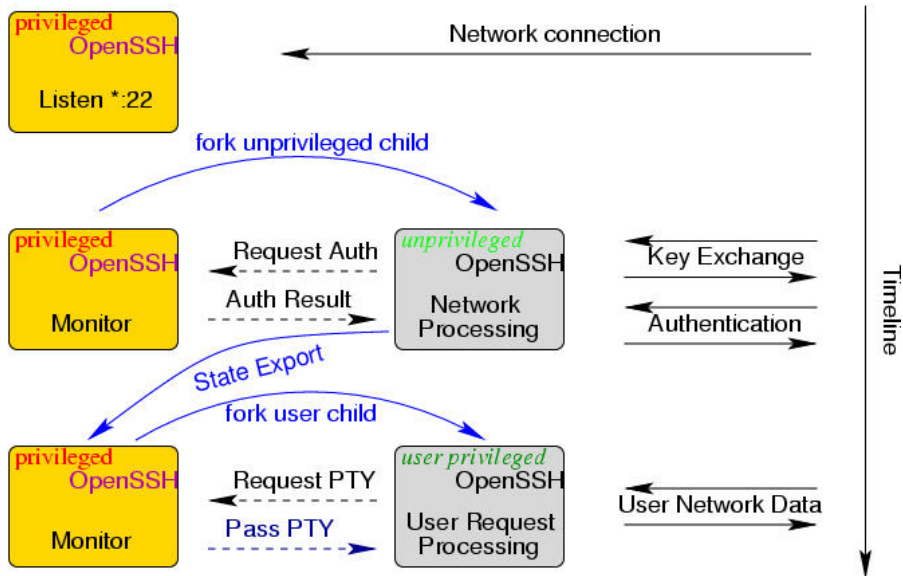 privileged
OpenSSH
Listen *:22
Network connection
fork unprivileged child
privileged
OpenSSH
Monitor
Request Auth
Auth Result
unprivileged
OpenSSH
Network
Processing
Key Exchange
Authentication
Timeline
State Export
fork user child
privileged
OpenSSH
Monitor
Request PTY
Pass PTY
user privileged
OpenSSH
User Request
Processing
User Network Data